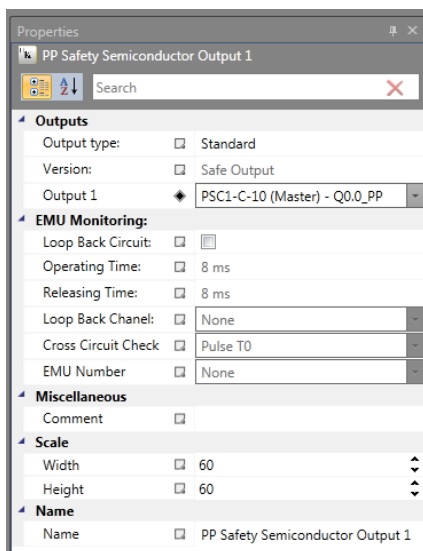 Properties
PP Safety Semiconductor Output 1
Search
Outputs
Output type: Standard
Version: Safe Output
Output 1 PSC1-C-10 (Master) - Q0.0_PP
EMU Monitoring:
Loop Back Circuit:
Operating Time: 8 ms
Releasing Time: 8 ms
Loop Back Chanel: None
Cross Circuit Check Pulse T0
EMU Number None
Miscellaneous
Comment
Scale
Width 60
Height 60
Name
Name PP Safety Semiconductor Output 1